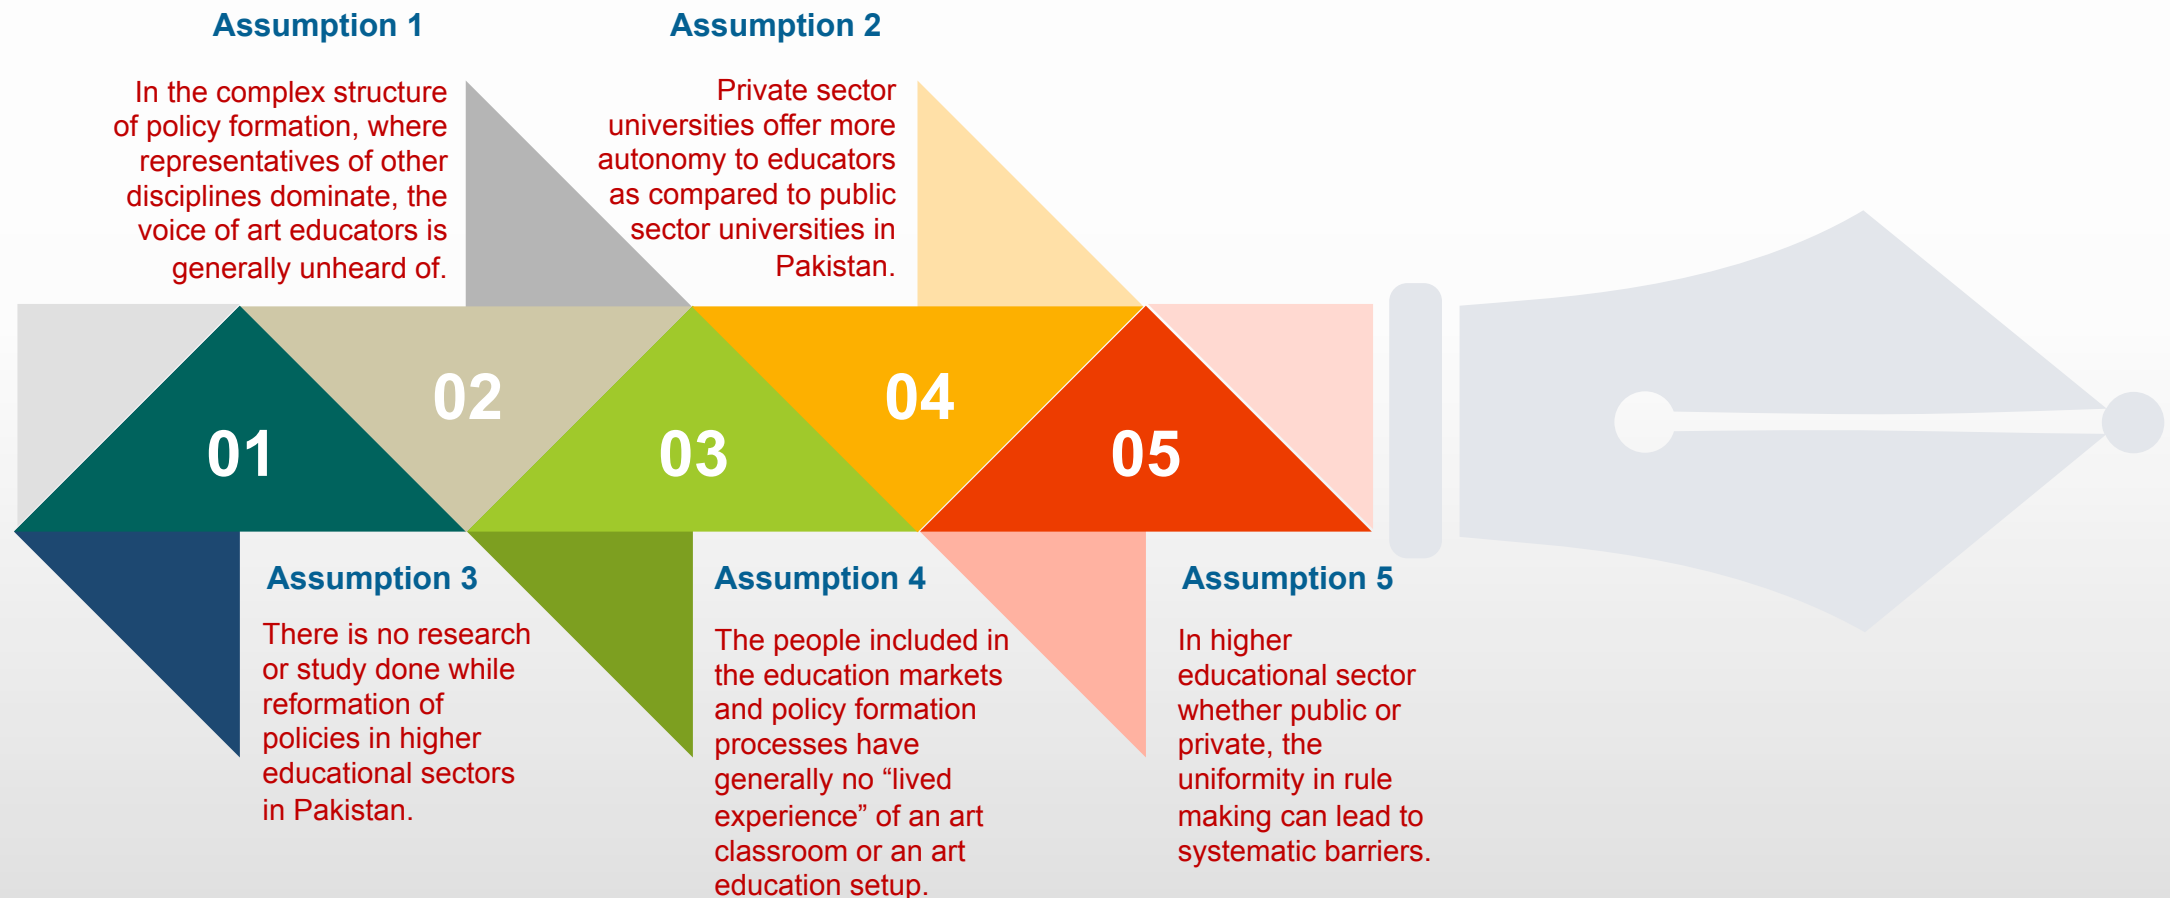 Assumption 1
In the complex structure
of policy formation, where
representatives of other
disciplines dominate, the
voice of art educators is
generally unheard of.
Assumption 2
Private sector
universities offer more
autonomy to educators
as compared to public
sector universities in
Pakistan.
01
02
03
04
05
Assumption 3
There is no research
or study done while
reformation of
policies in higher
educational sectors
in Pakistan.
Assumption 4
The people included in
the education markets
and policy formation
processes have
generally no “lived
experience” of an art
classroom or an art
education setup.
Assumption 5
In higher
educational sector
whether public or
private, the
uniformity in rule
making can lead to
systematic barriers.